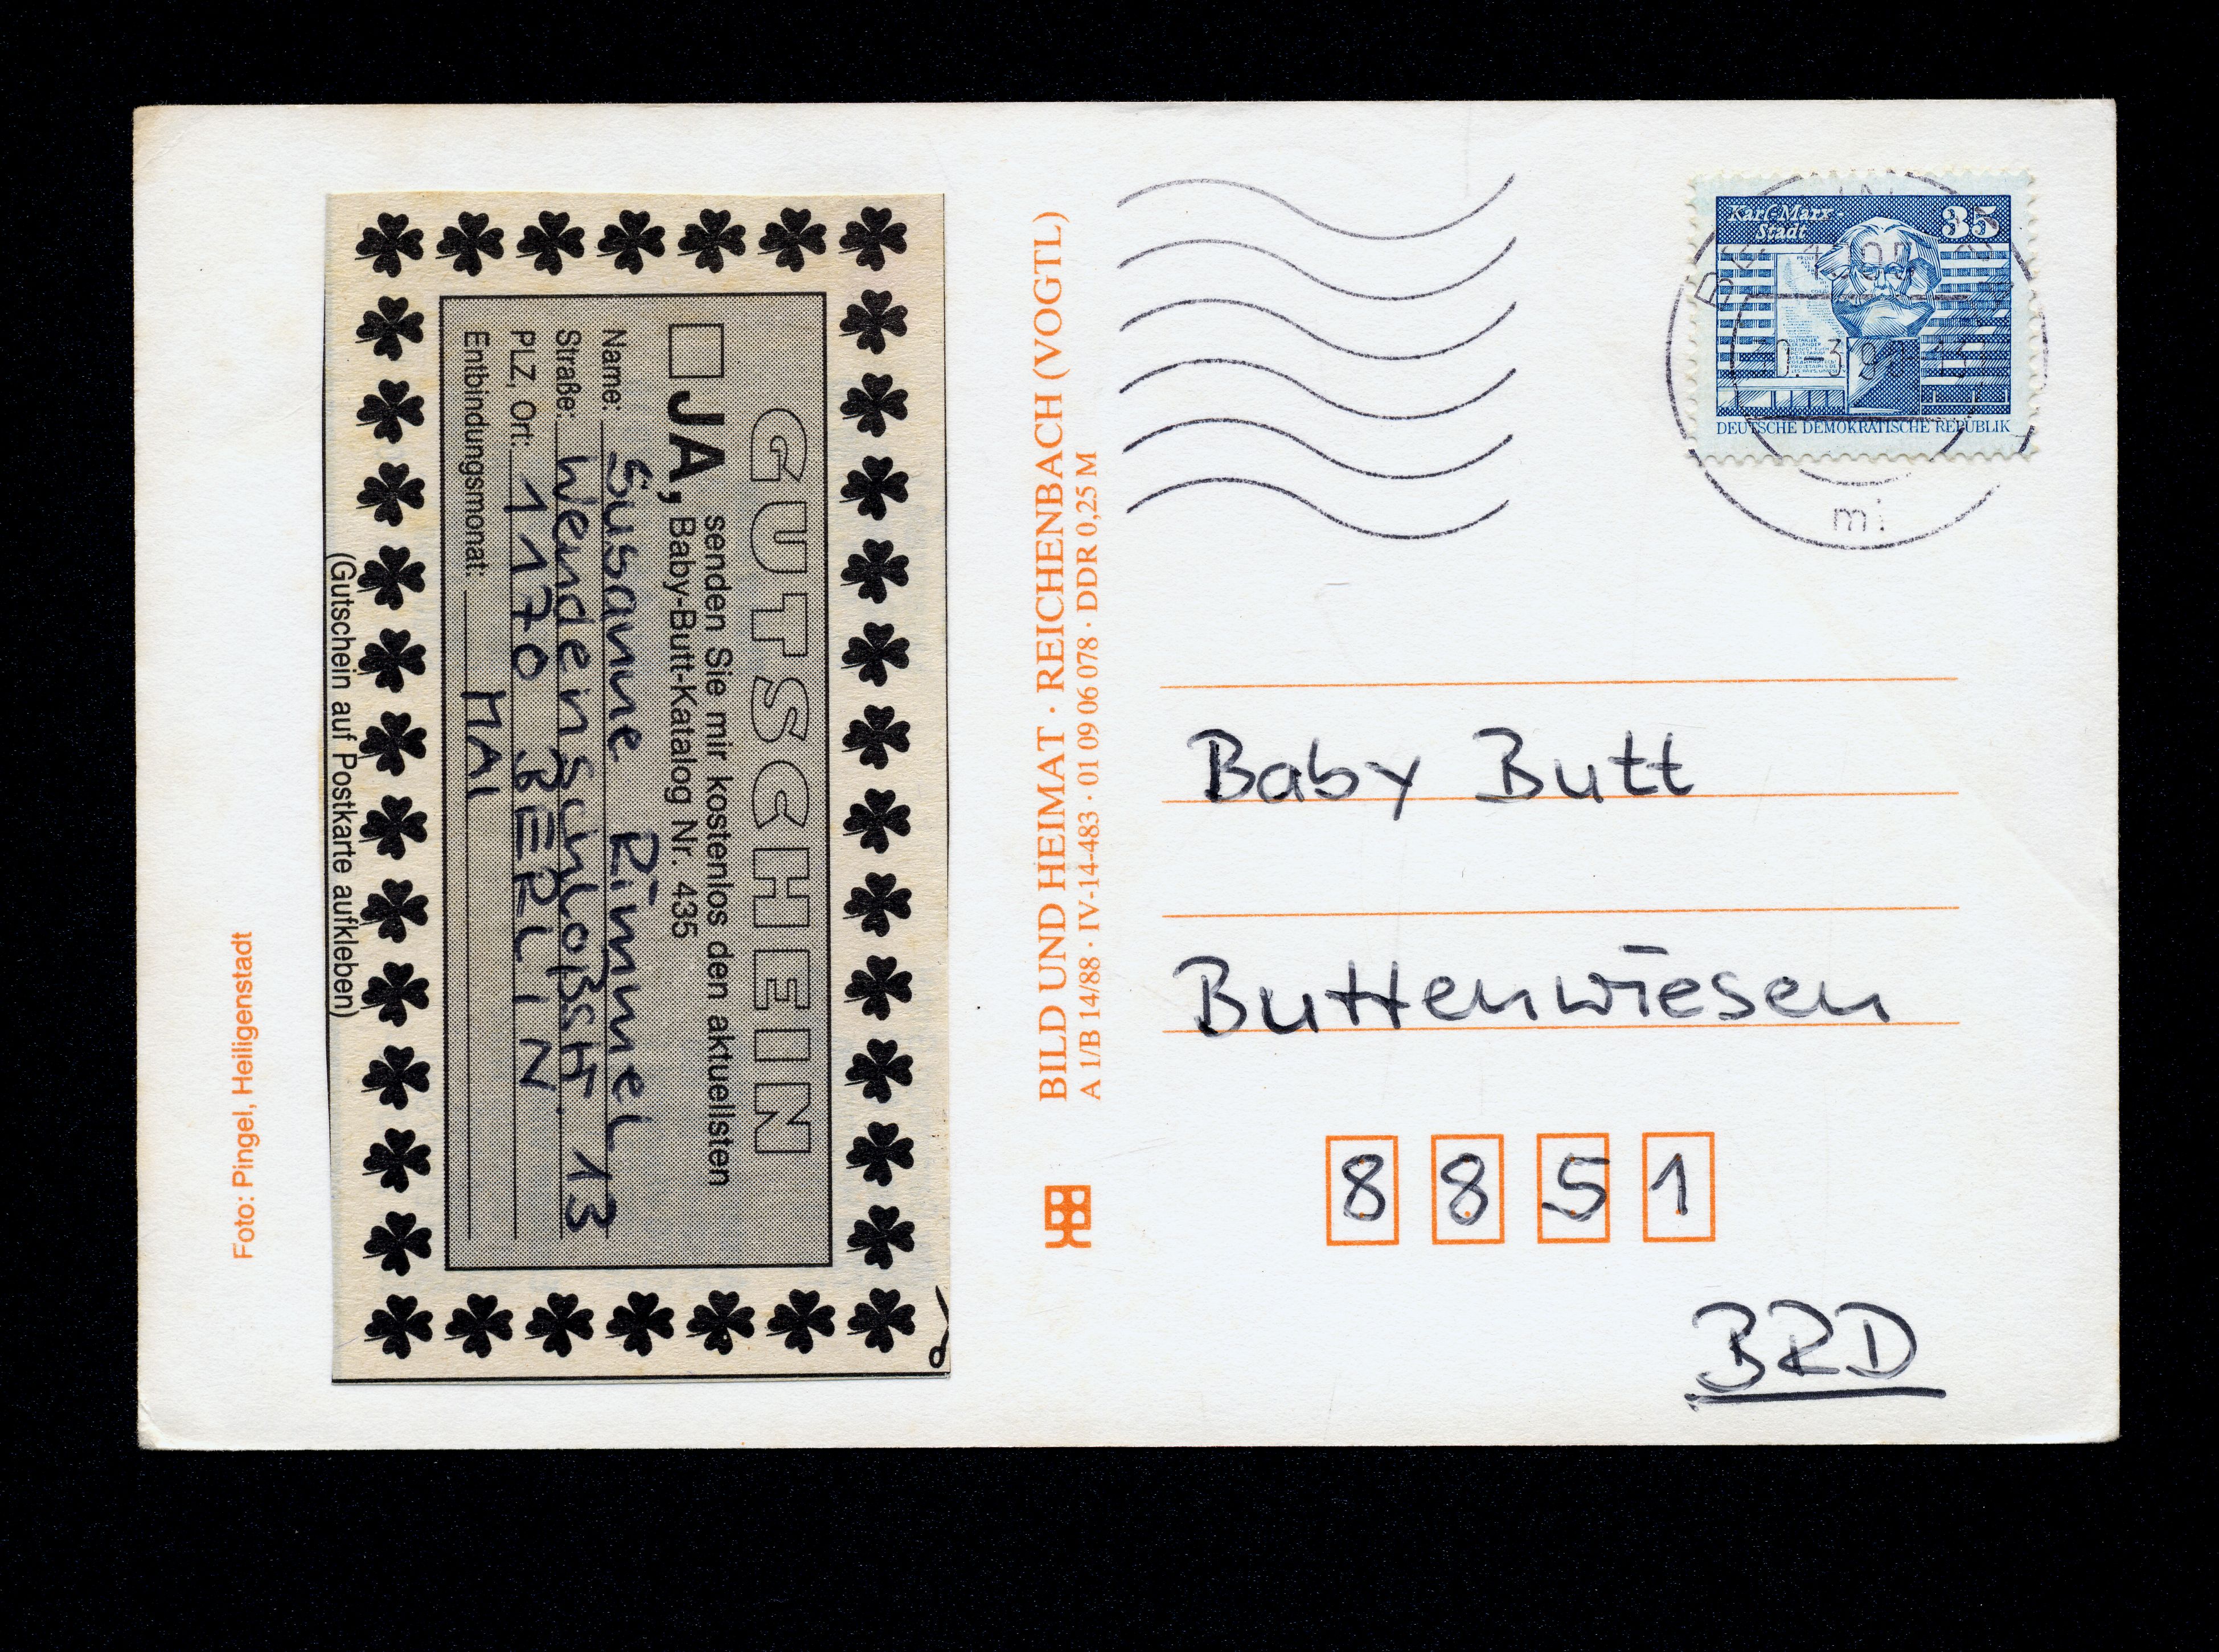 Foto: Pingel, Heiligenstadt
GUTSCHEIN
JA, senden Sie mir kostenlos den aktuellsten
Baby-Butt-Katalog Nr. 435
Name: Susanne Rimmel
Straße: Wendenschloßstr. 13
PLZ, Ort: 1170 BERLIN
Entbindungsmonat: MAI
(Gutschein auf Postkarte aufkleben)
BILD UND HEIMAT · REICHENBACH (VOGTL)
A 1/B 14/88 · IV-14-483 · 01 09 06 078 · DDR 0,25 M
Karl-Marx-
Stadt
35
DEUTSCHE DEMOKRATISCHE REPUBLIK
mi
Baby Butt
Buttenwiesen
8851
BRD